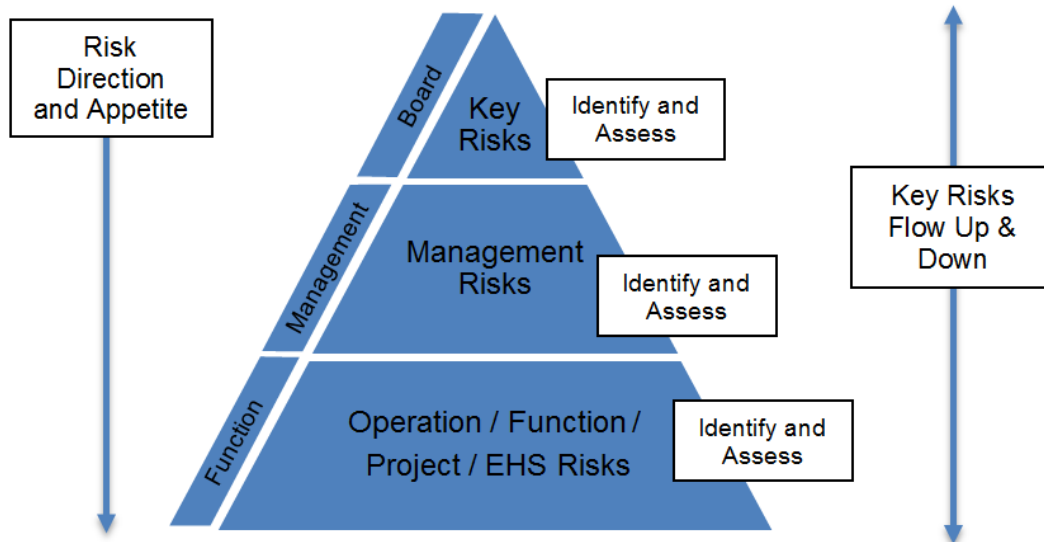 Risk
Direction
and Appetite
Board
Key
Risks
Identify and
Assess
Management
Management
Risks
Identify and
Assess
Key Risks
Flow Up &
Down
Function
Operation / Function /
Project / EHS Risks
Identify and
Assess